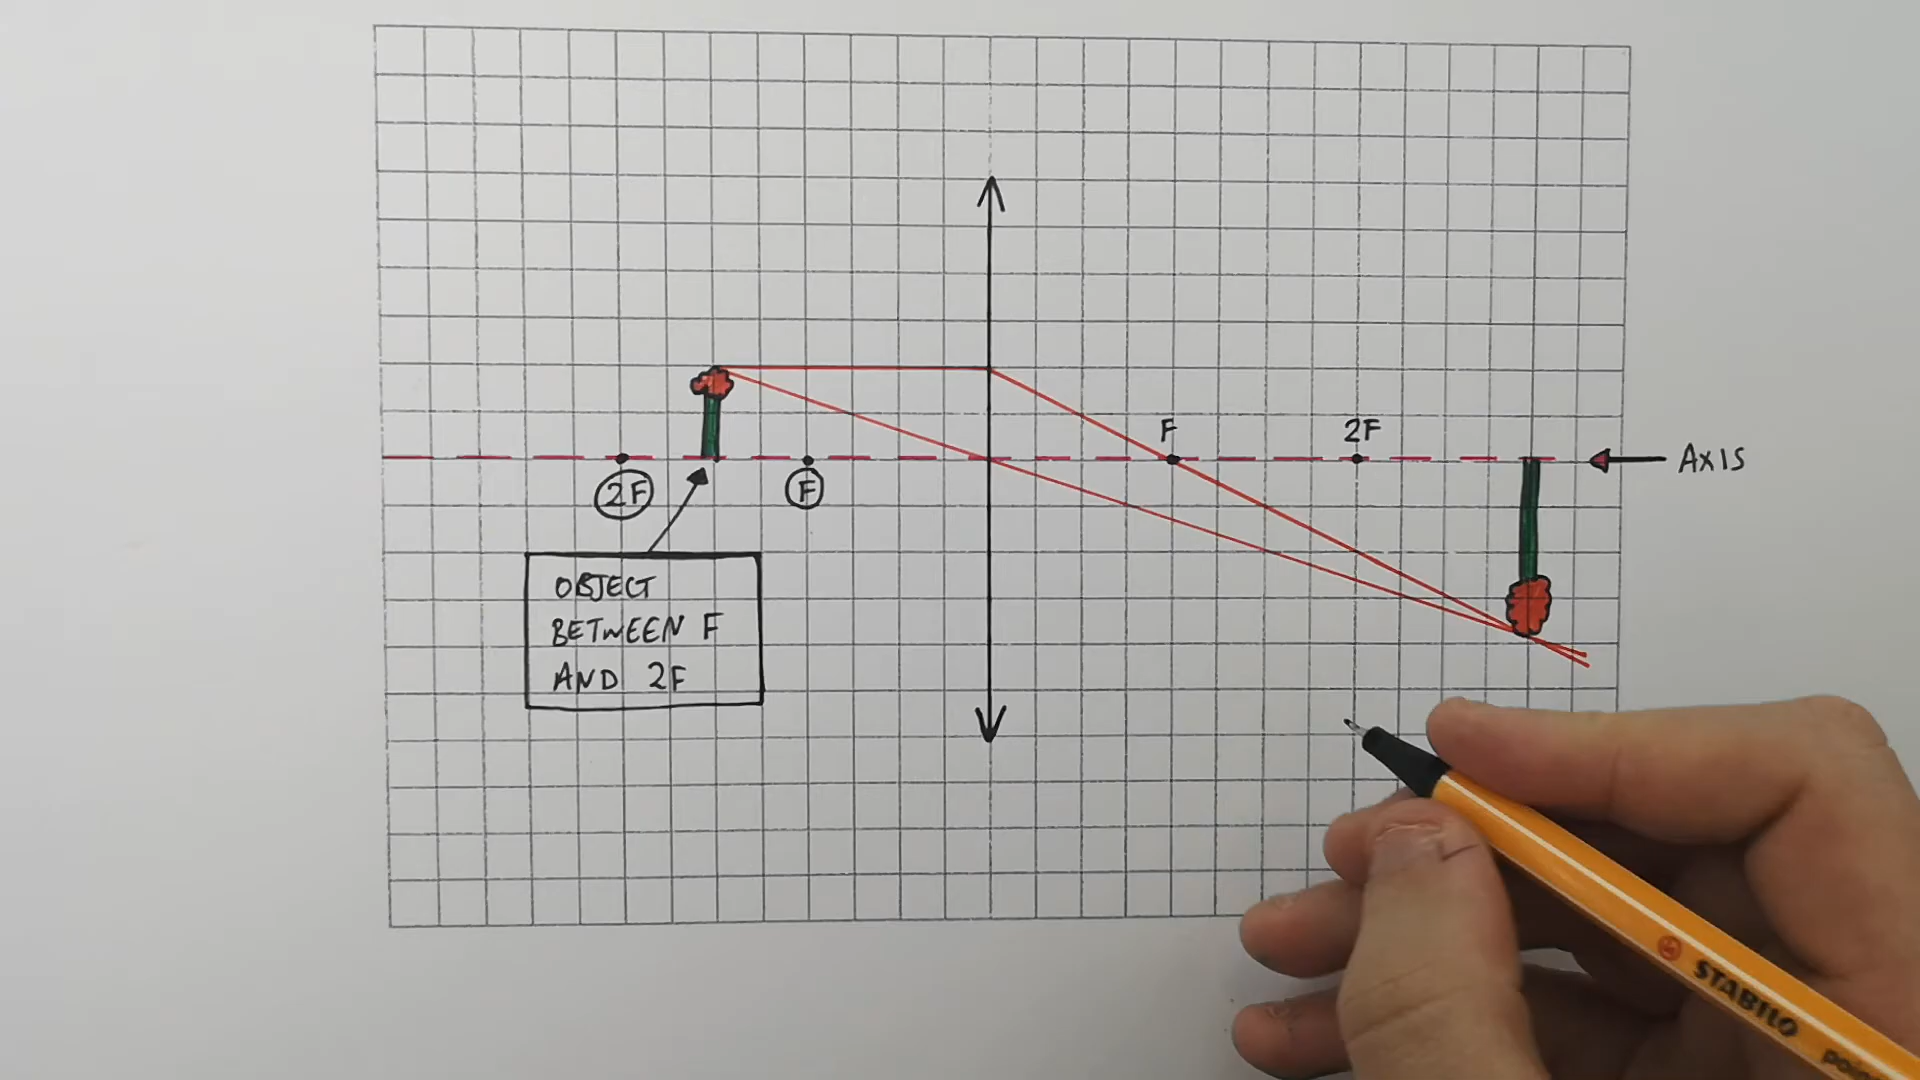 F
2F
AXIS
2F
F
OBJECT
BETWEEN F
AND 2F
STABILO